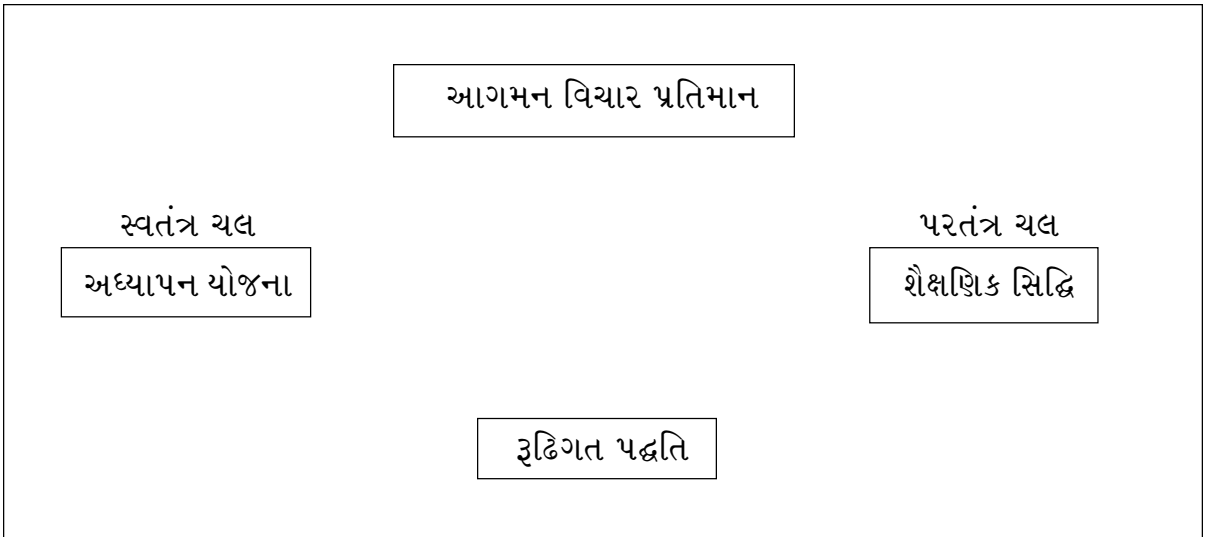 આગમન વિચાર પ્રતિમાન
સ્વતંત્ર ચલ
અધ્યાપન યોજના
પરતંત્ર ચલ
શૈક્ષણિક સિદ્ધિ
રૂઢિગત પદ્ધતિ